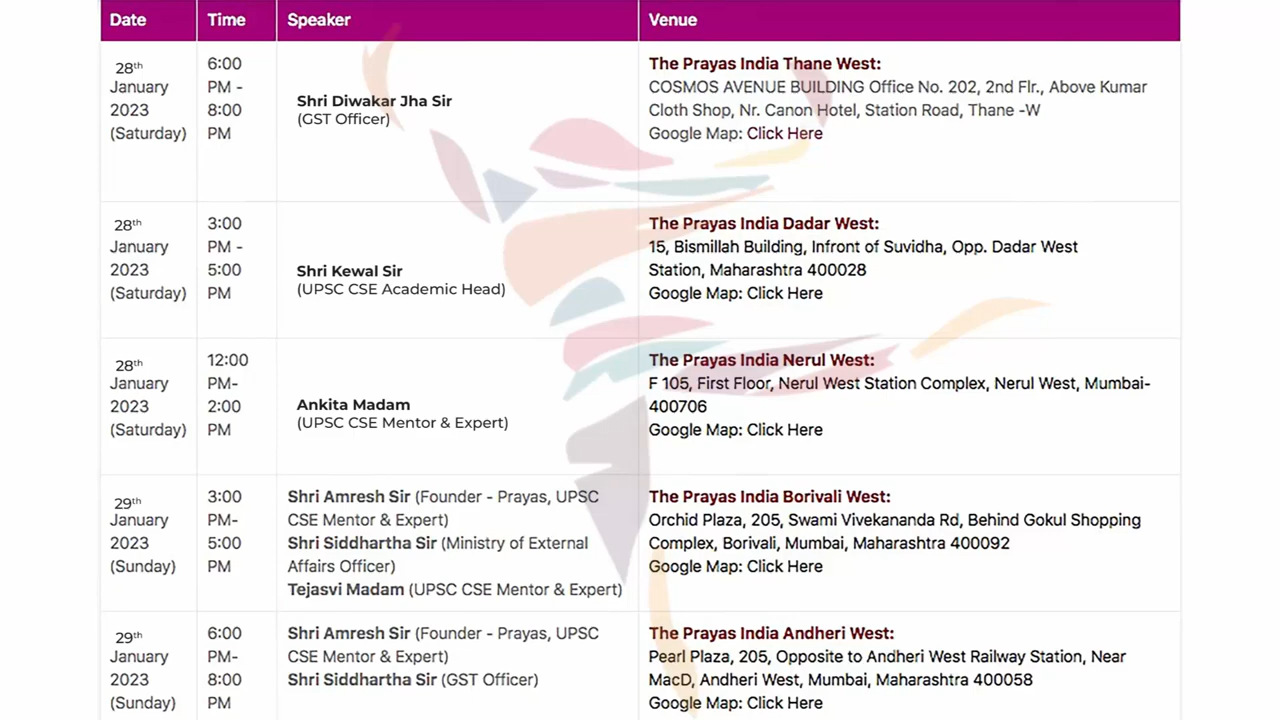 Date Time Speaker Venue
28th January 2023 (Saturday)
6:00 PM - 8:00 PM
Shri Diwakar Jha Sir
(GST Officer)
The Prayas India Thane West:
COSMOS AVENUE BUILDING Office No. 202, 2nd Flr., Above Kumar
Cloth Shop, Nr. Canon Hotel, Station Road, Thane -W
Google Map: Click Here
28th January 2023 (Saturday)
3:00 PM - 5:00 PM
Shri Kewal Sir
(UPSC CSE Academic Head)
The Prayas India Dadar West:
15, Bismillah Building, Infront of Suvidha, Opp. Dadar West
Station, Maharashtra 400028
Google Map: Click Here
28th January 2023 (Saturday)
12:00 PM- 2:00 PM
Ankita Madam
(UPSC CSE Mentor & Expert)
The Prayas India Nerul West:
F 105, First Floor, Nerul West Station Complex, Nerul West, Mumbai-
400706
Google Map: Click Here
29th January 2023 (Sunday)
3:00 PM- 5:00 PM
Shri Amresh Sir (Founder - Prayas, UPSC
CSE Mentor & Expert)
Shri Siddhartha Sir (Ministry of External
Affairs Officer)
Tejasvi Madam (UPSC CSE Mentor & Expert)
The Prayas India Borivali West:
Orchid Plaza, 205, Swami Vivekananda Rd, Behind Gokul Shopping
Complex, Borivali, Mumbai, Maharashtra 400092
Google Map: Click Here
29th January 2023 (Sunday)
6:00 PM- 8:00 PM
Shri Amresh Sir (Founder - Prayas, UPSC
CSE Mentor & Expert)
Shri Siddhartha Sir (GST Officer)
The Prayas India Andheri West:
Pearl Plaza, 205, Opposite to Andheri West Railway Station, Near
MacD, Andheri West, Mumbai, Maharashtra 400058
Google Map: Click Here